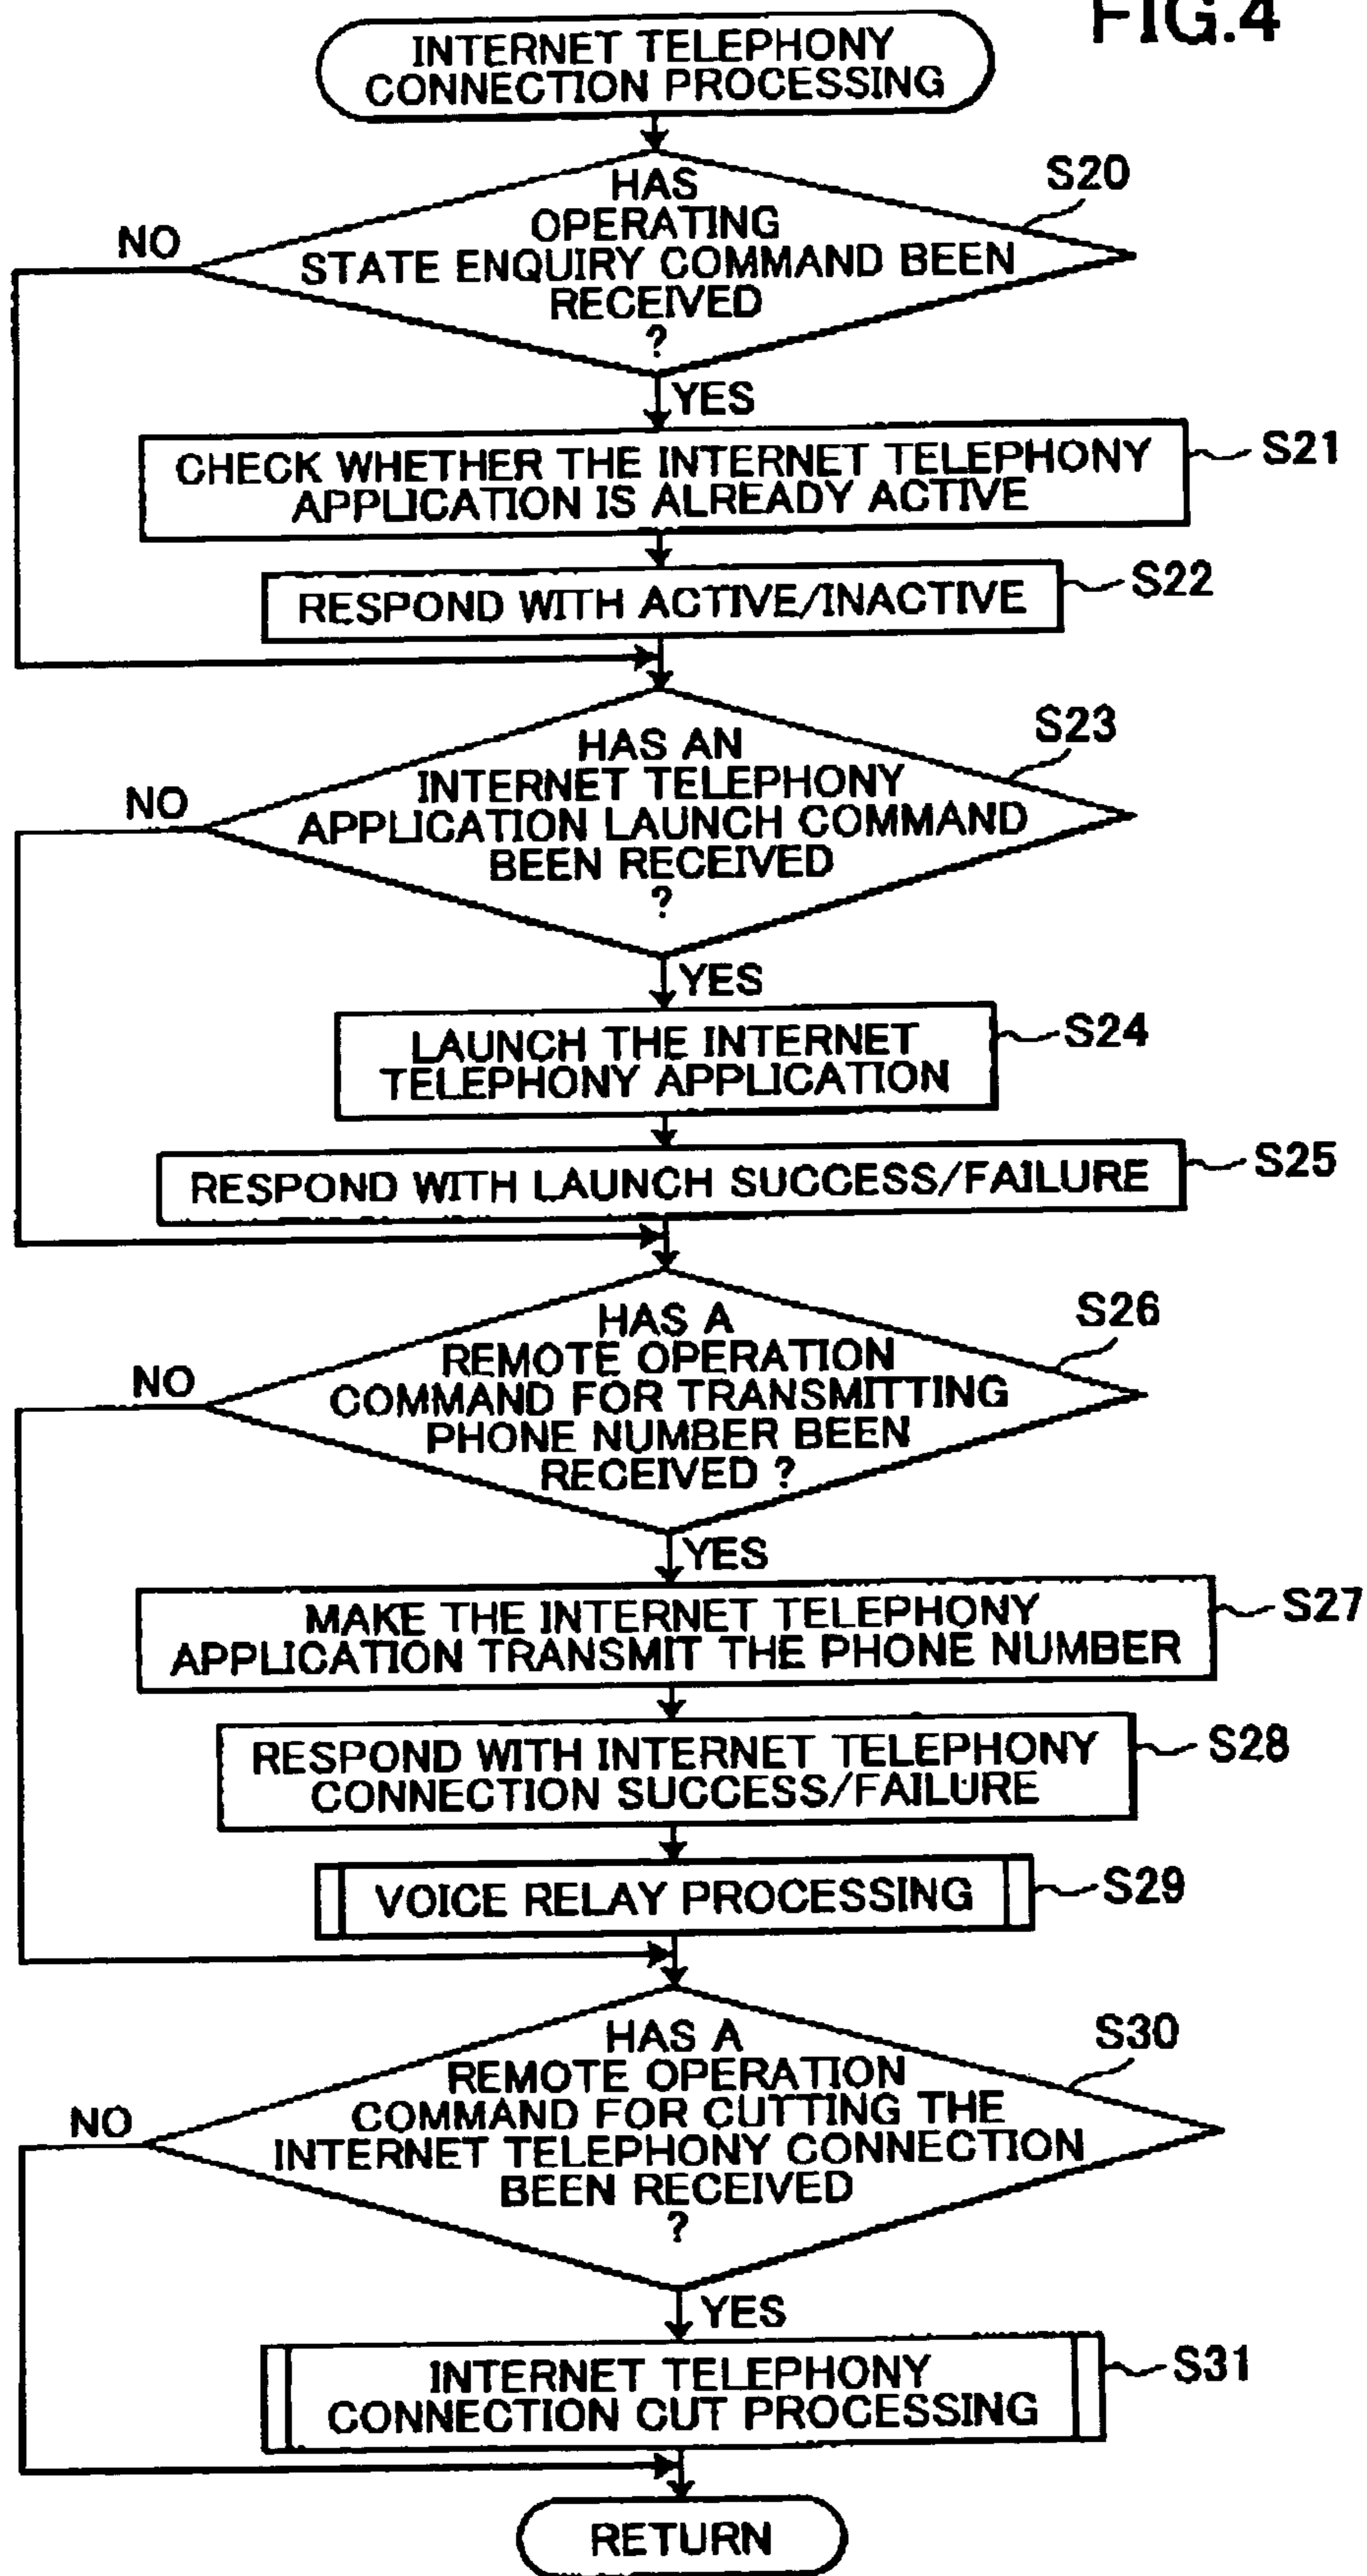 FIG.4
INTERNET TELEPHONY
CONNECTION PROCESSING
S20
HAS
OPERATING
STATE ENQUIRY COMMAND BEEN
RECEIVED
?
NO
YES
CHECK WHETHER THE INTERNET TELEPHONY
APPLICATION IS ALREADY ACTIVE
S21
RESPOND WITH ACTIVE/INACTIVE
S22
S23
HAS AN
INTERNET TELEPHONY
APPLICATION LAUNCH COMMAND
BEEN RECEIVED
?
NO
YES
LAUNCH THE INTERNET
TELEPHONY APPLICATION
S24
RESPOND WITH LAUNCH SUCCESS/FAILURE
S25
S26
HAS A
REMOTE OPERATION
COMMAND FOR TRANSMITTING
PHONE NUMBER BEEN
RECEIVED ?
NO
YES
MAKE THE INTERNET TELEPHONY
APPLICATION TRANSMIT THE PHONE NUMBER
S27
RESPOND WITH INTERNET TELEPHONY
CONNECTION SUCCESS/FAILURE
S28
VOICE RELAY PROCESSING
S29
S30
HAS A
REMOTE OPERATION
COMMAND FOR CUTTING THE
INTERNET TELEPHONY CONNECTION
BEEN RECEIVED
?
NO
YES
INTERNET TELEPHONY
CONNECTION CUT PROCESSING
S31
RETURN